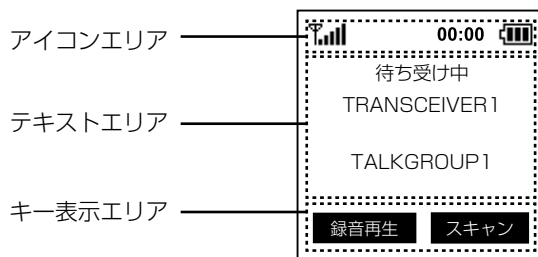 アイコンエリア
00:00
待ち受け中
TRANSCEIVER1
テキストエリア
TALKGROUP1
キー表示エリア
録音再生 スキャン